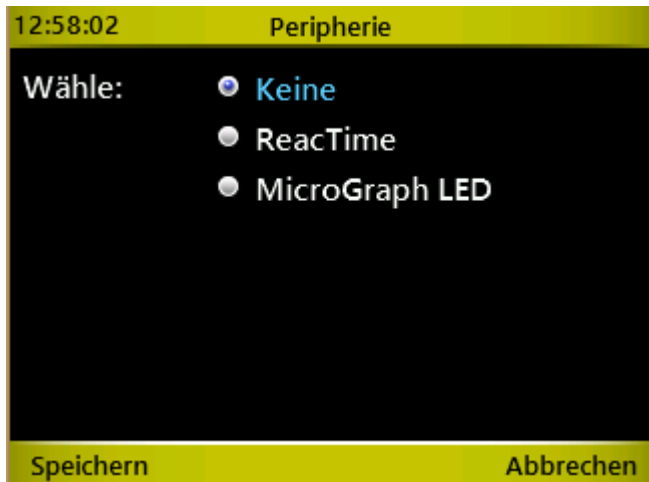 12:58:02 Peripherie
Wähle: Keine
ReacTime
MicroGraph LED
Speichern Abbrechen